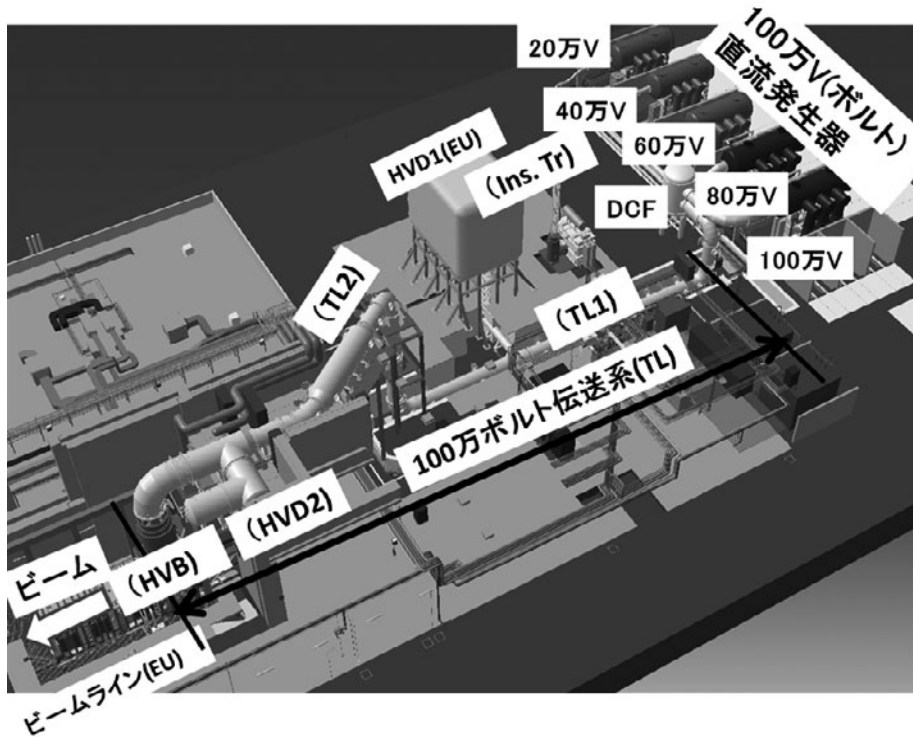 20万V
100万V(ボルト)
直流発生器
40万V
HVD1(EU)
(Ins. Tr)
60万V
DCF
80万V
100万V
(TL2)
(TL1)
100万ボルト伝送系(TL)
(HVD2)
ビーム
(HVB)
ビームライン(EU)